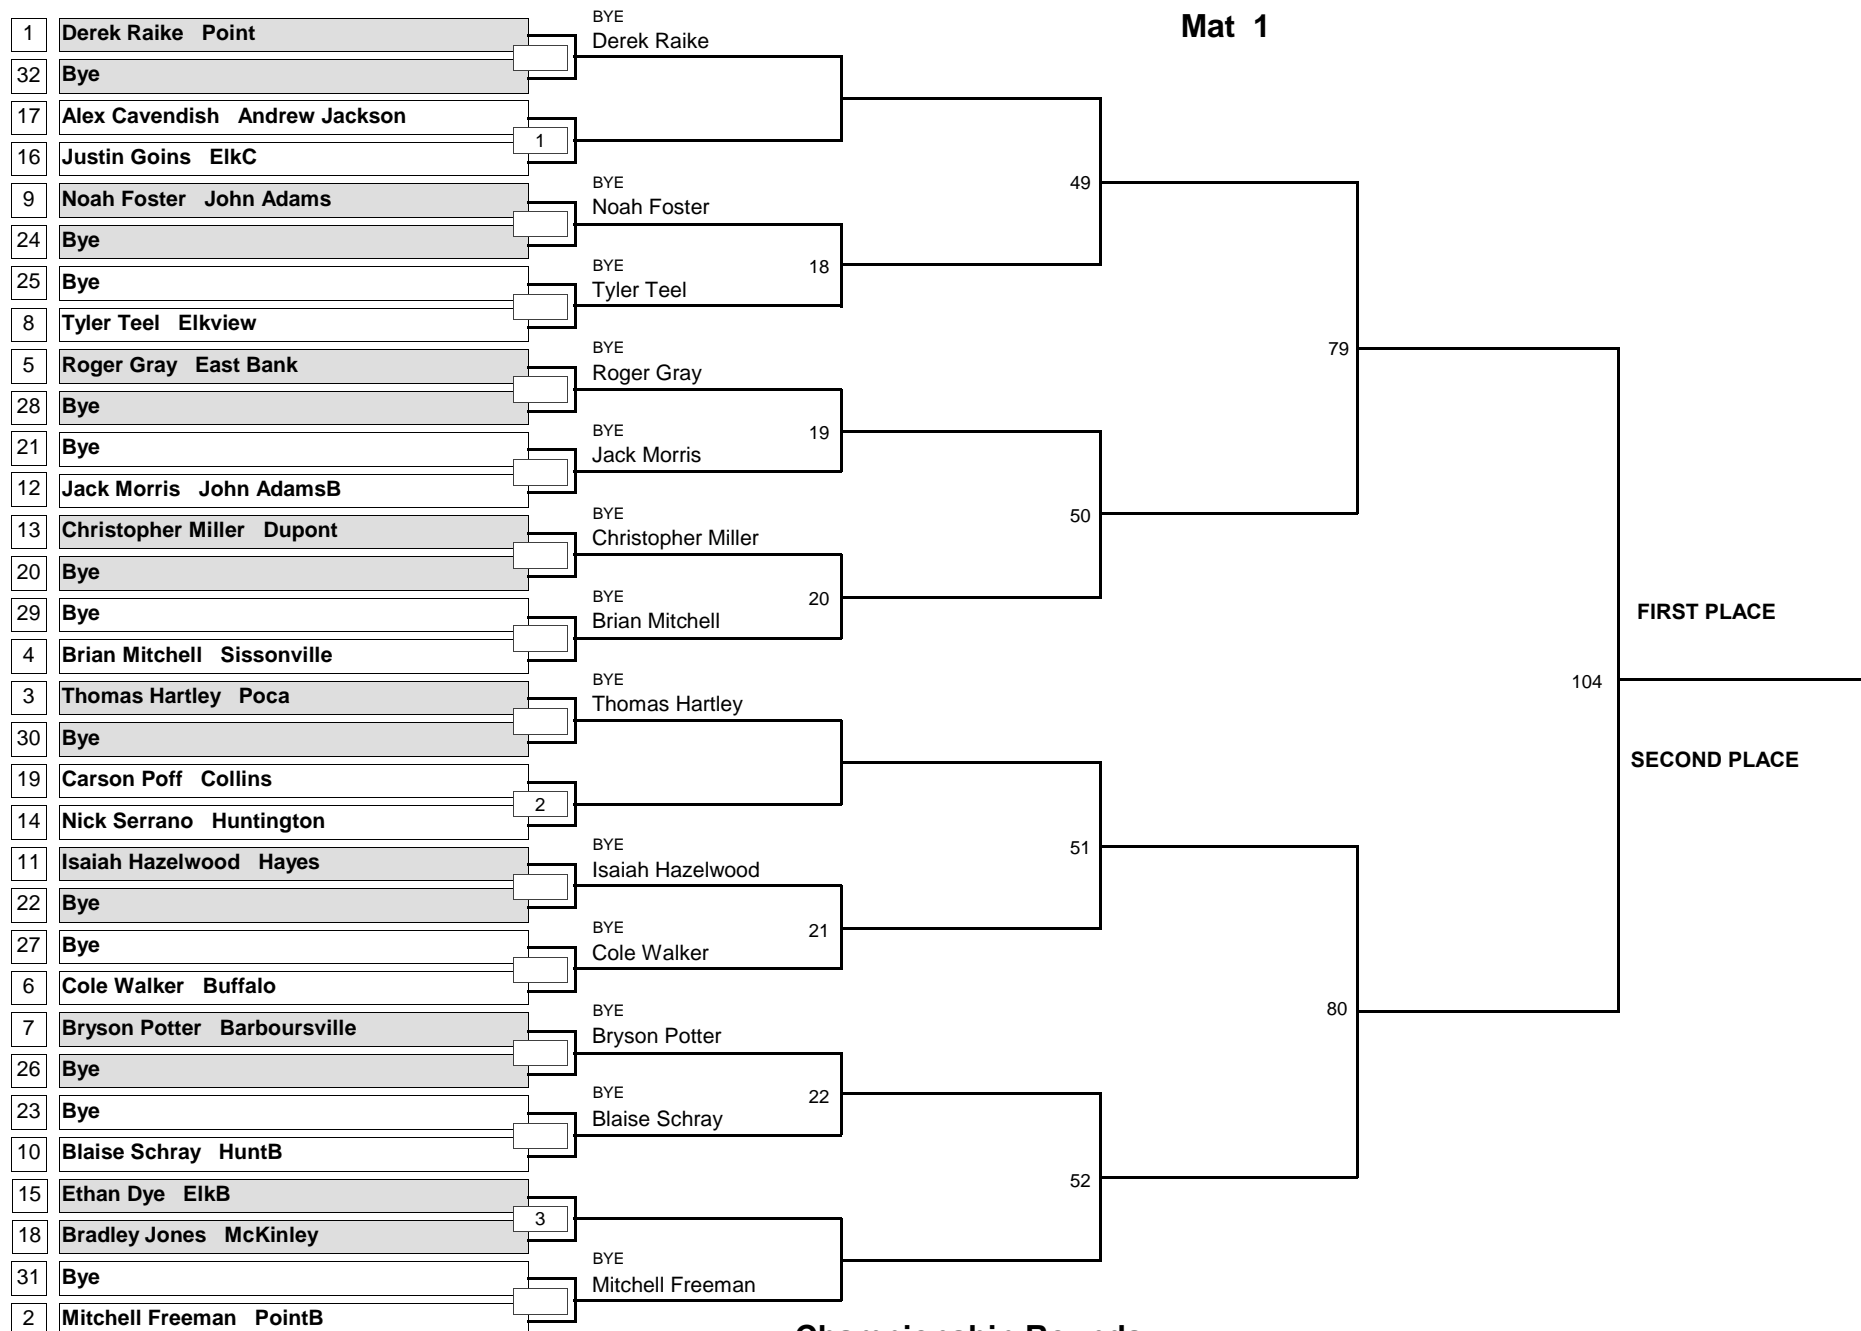 Mat 1
1 Derek Raike Point
32 Bye
17 Alex Cavendish Andrew Jackson
16 Justin Goins ElkC
9 Noah Foster John Adams
24 Bye
25 Bye
8 Tyler Teel Elkview
5 Roger Gray East Bank
28 Bye
21 Bye
12 Jack Morris John AdamsB
13 Christopher Miller Dupont
20 Bye
29 Bye
4 Brian Mitchell Sissonville
3 Thomas Hartley Poca
30 Bye
19 Carson Poff Collins
14 Nick Serrano Huntington
11 Isaiah Hazelwood Hayes
22 Bye
27 Bye
6 Cole Walker Buffalo
7 Bryson Potter Barboursville
26 Bye
23 Bye
10 Blaise Schray HuntB
15 Ethan Dye ElkB
18 Bradley Jones McKinley
31 Bye
2 Mitchell Freeman PointB
1
2
3
BYE
Derek Raike
BYE
Noah Foster
BYE
Tyler Teel
BYE
Roger Gray
BYE
Jack Morris
BYE
Christopher Miller
BYE
Brian Mitchell
BYE
Thomas Hartley
BYE
Isaiah Hazelwood
BYE
Cole Walker
BYE
Bryson Potter
BYE
Blaise Schray
BYE
Mitchell Freeman
18
19
20
21
22
49
50
51
52
79
80
104
FIRST PLACE
SECOND PLACE
Championship Rounds